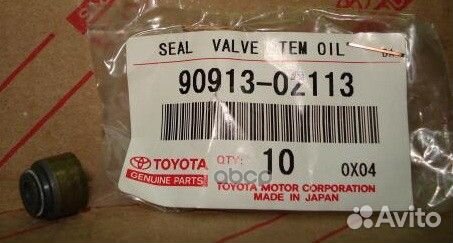 SEAL VALVE STEM OIL
90913-02113
TOYOTA
GENUINE PARTS
QTY: 10
0X04
abcp
TOYOTA MOTOR CORPORATION
MADE IN JAPAN
Avito